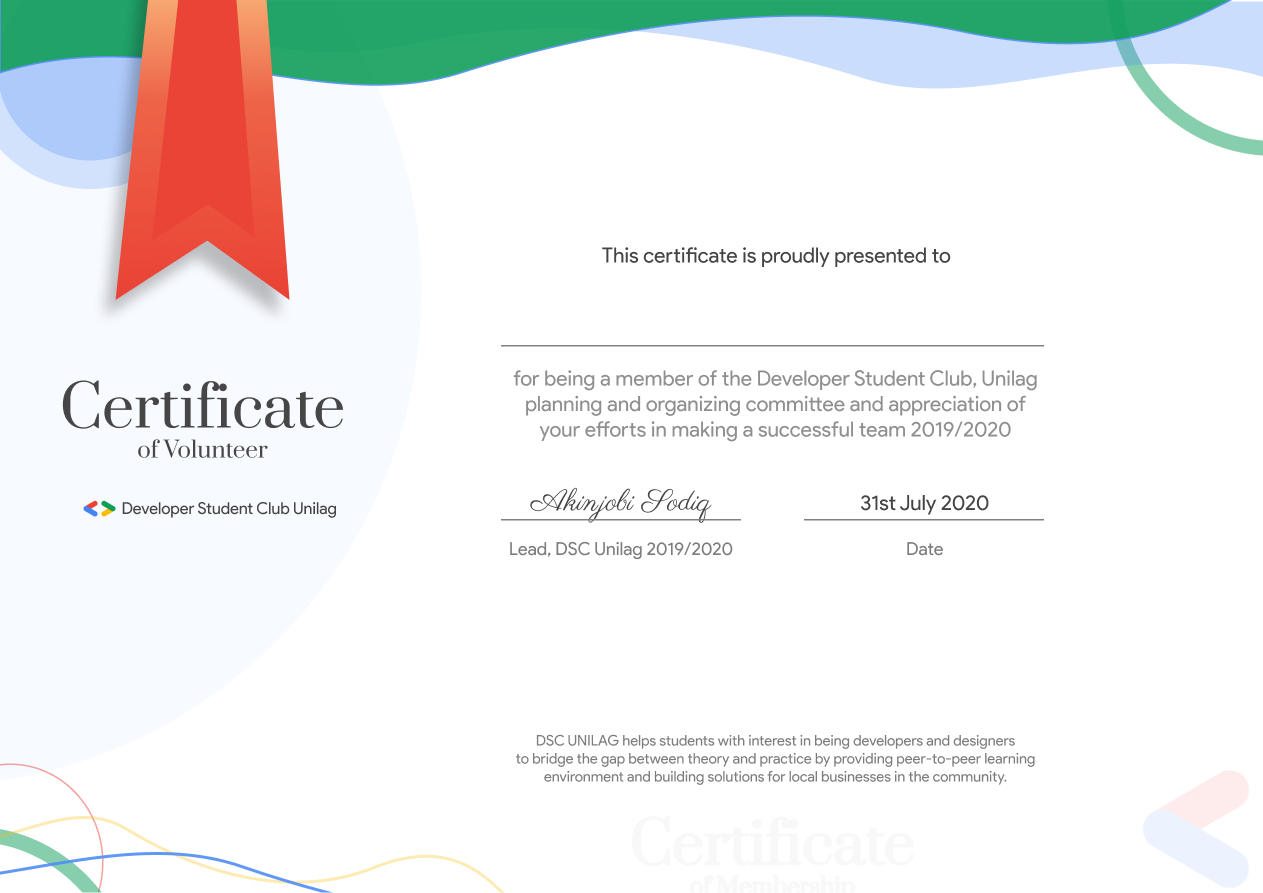 Certificate
of Volunteer
Developer Student Club Unilag
This certificate is proudly presented to
for being a member of the Developer Student Club, Unilag
planning and organizing committee and appreciation of
your efforts in making a successful team 2019/2020
Akinjobi Sodiq
31st July 2020
Lead, DSC Unilag 2019/2020
Date
DSC UNILAG helps students with interest in being developers and designers
to bridge the gap between theory and practice by providing peer-to-peer learning
environment and building solutions for local businesses in the community.
Certificate
of Membership